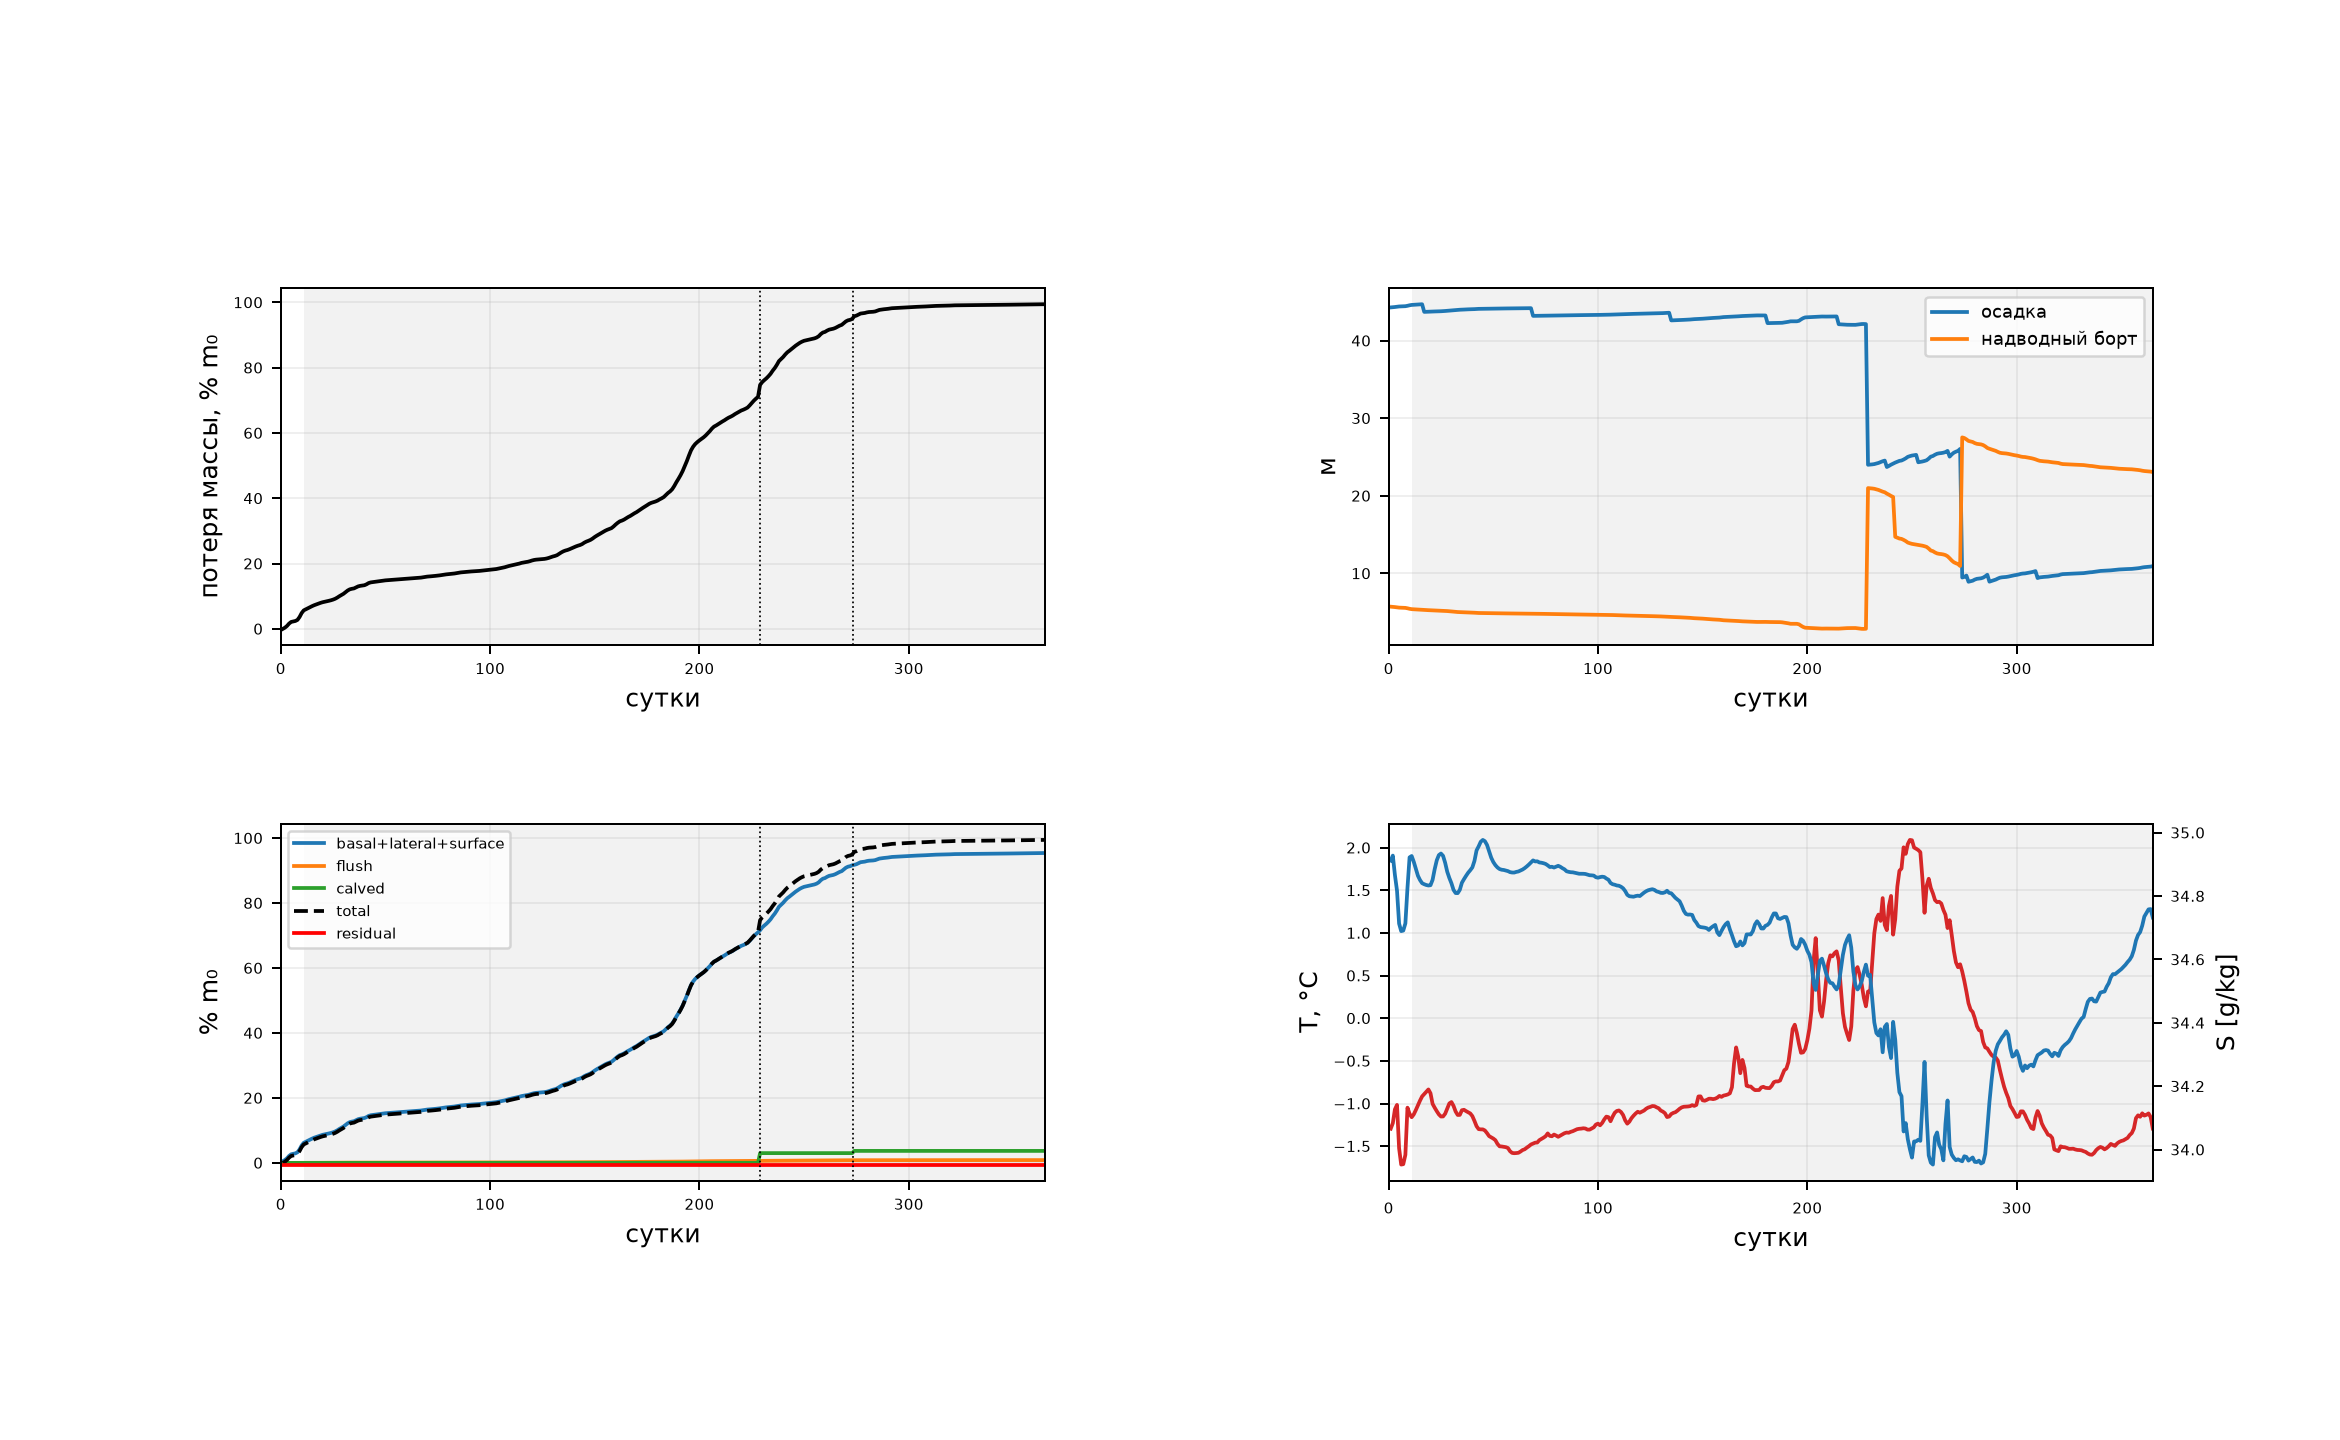 потеря массы, % m₀
100
80
60
40
20
0
0 100 200 300
сутки
м
40
30
20
10
осадка
надводный борт
0 100 200 300
сутки
% m₀
100
80
60
40
20
0
basal+lateral+surface
flush
calved
total
residual
0 100 200 300
сутки
T, °C
2.0
1.5
1.0
0.5
0.0
−0.5
−1.0
−1.5
35.0
34.8
34.6
34.4
34.2
34.0
S [g/kg]
0 100 200 300
сутки